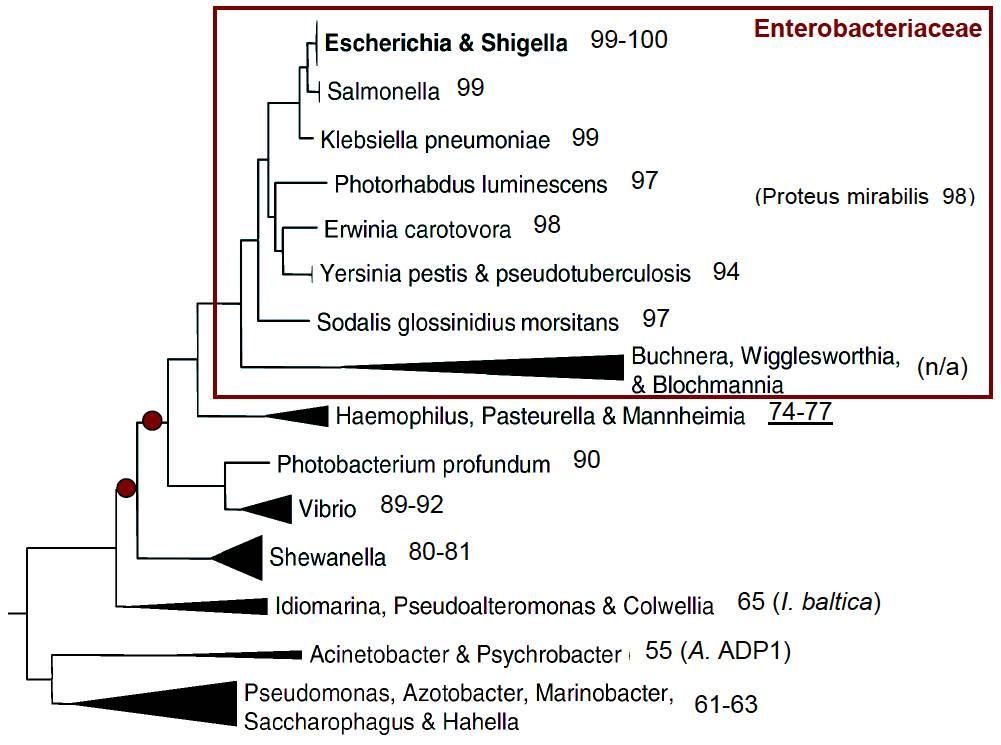 Enterobacteriaceae
Escherichia & Shigella 99-100
Salmonella 99
Klebsiella pneumoniae 99
Photorhabdus luminescens 97
(Proteus mirabilis 98)
Erwinia carotovora 98
Yersinia pestis & pseudotuberculosis 94
Sodalis glossinidius morsitans 97
Buchnera, Wigglesworthia,
& Blochmannia (n/a)
Haemophilus, Pasteurella & Mannheimia 74-77
Photobacterium profundum 90
Vibrio 89-92
Shewanella 80-81
Idiomarina, Pseudoalteromonas & Colwellia 65 (I. baltica)
Acinetobacter & Psychrobacter 55 (A. ADP1)
Pseudomonas, Azotobacter, Marinobacter,
Saccharophagus & Hahella 61-63